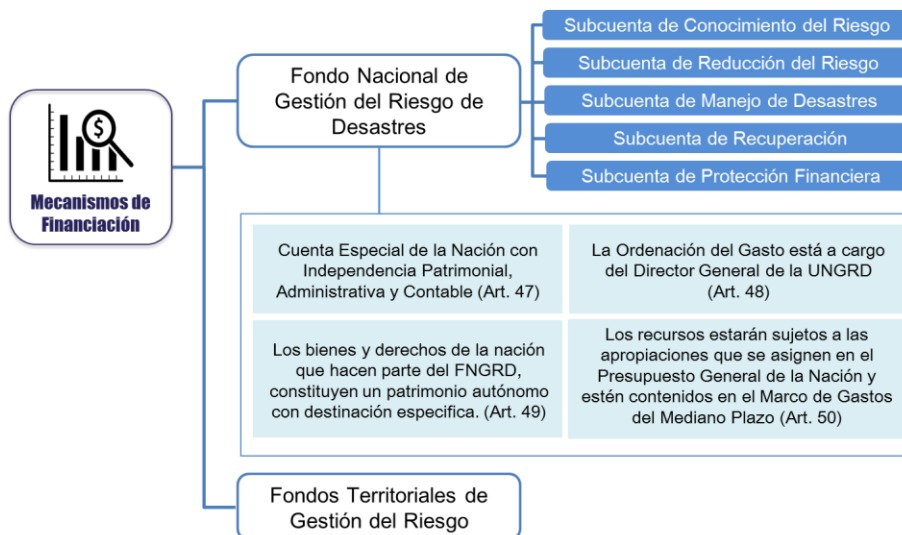 Mecanismos de
Financiación
$
Fondo Nacional de
Gestión del Riesgo de
Desastres
Subcuenta de Conocimiento del Riesgo
Subcuenta de Reducción del Riesgo
Subcuenta de Manejo de Desastres
Subcuenta de Recuperación
Subcuenta de Protección Financiera
Cuenta Especial de la Nación con
Independencia Patrimonial,
Administrativa y Contable (Art. 47)
La Ordenación del Gasto está a cargo
del Director General de la UNGRD
(Art. 48)
Los bienes y derechos de la nación
que hacen parte del FNGRD,
constituyen un patrimonio autónomo
con destinación especifica. (Art. 49)
Los recursos estarán sujetos a las
apropiaciones que se asignen en el
Presupuesto General de la Nación y
estén contenidos en el Marco de Gastos
del Mediano Plazo (Art. 50)
Fondos Territoriales de
Gestión del Riesgo